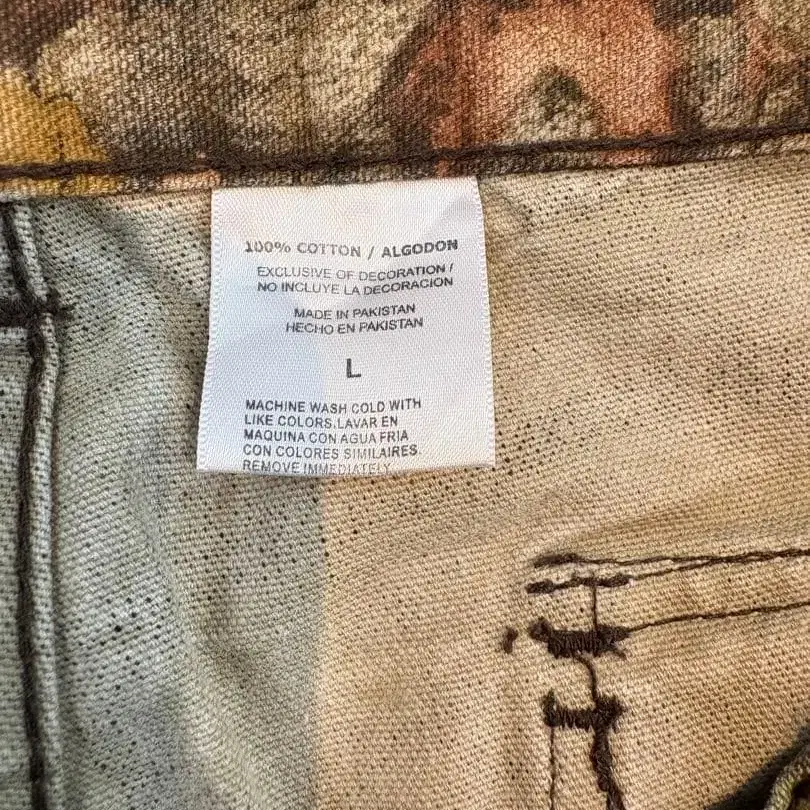 100% COTTON / ALGODON
EXCLUSIVE OF DECORATION /
NO INCLUYE LA DECORACION
MADE IN PAKISTAN
HECHO EN PAKISTAN
L
MACHINE WASH COLD WITH
LIKE COLORS.LAVAR EN
MAQUINA CON AGUA FRIA
CON COLORES SIMILAIRES.
REMOVE IMMEDIATELY